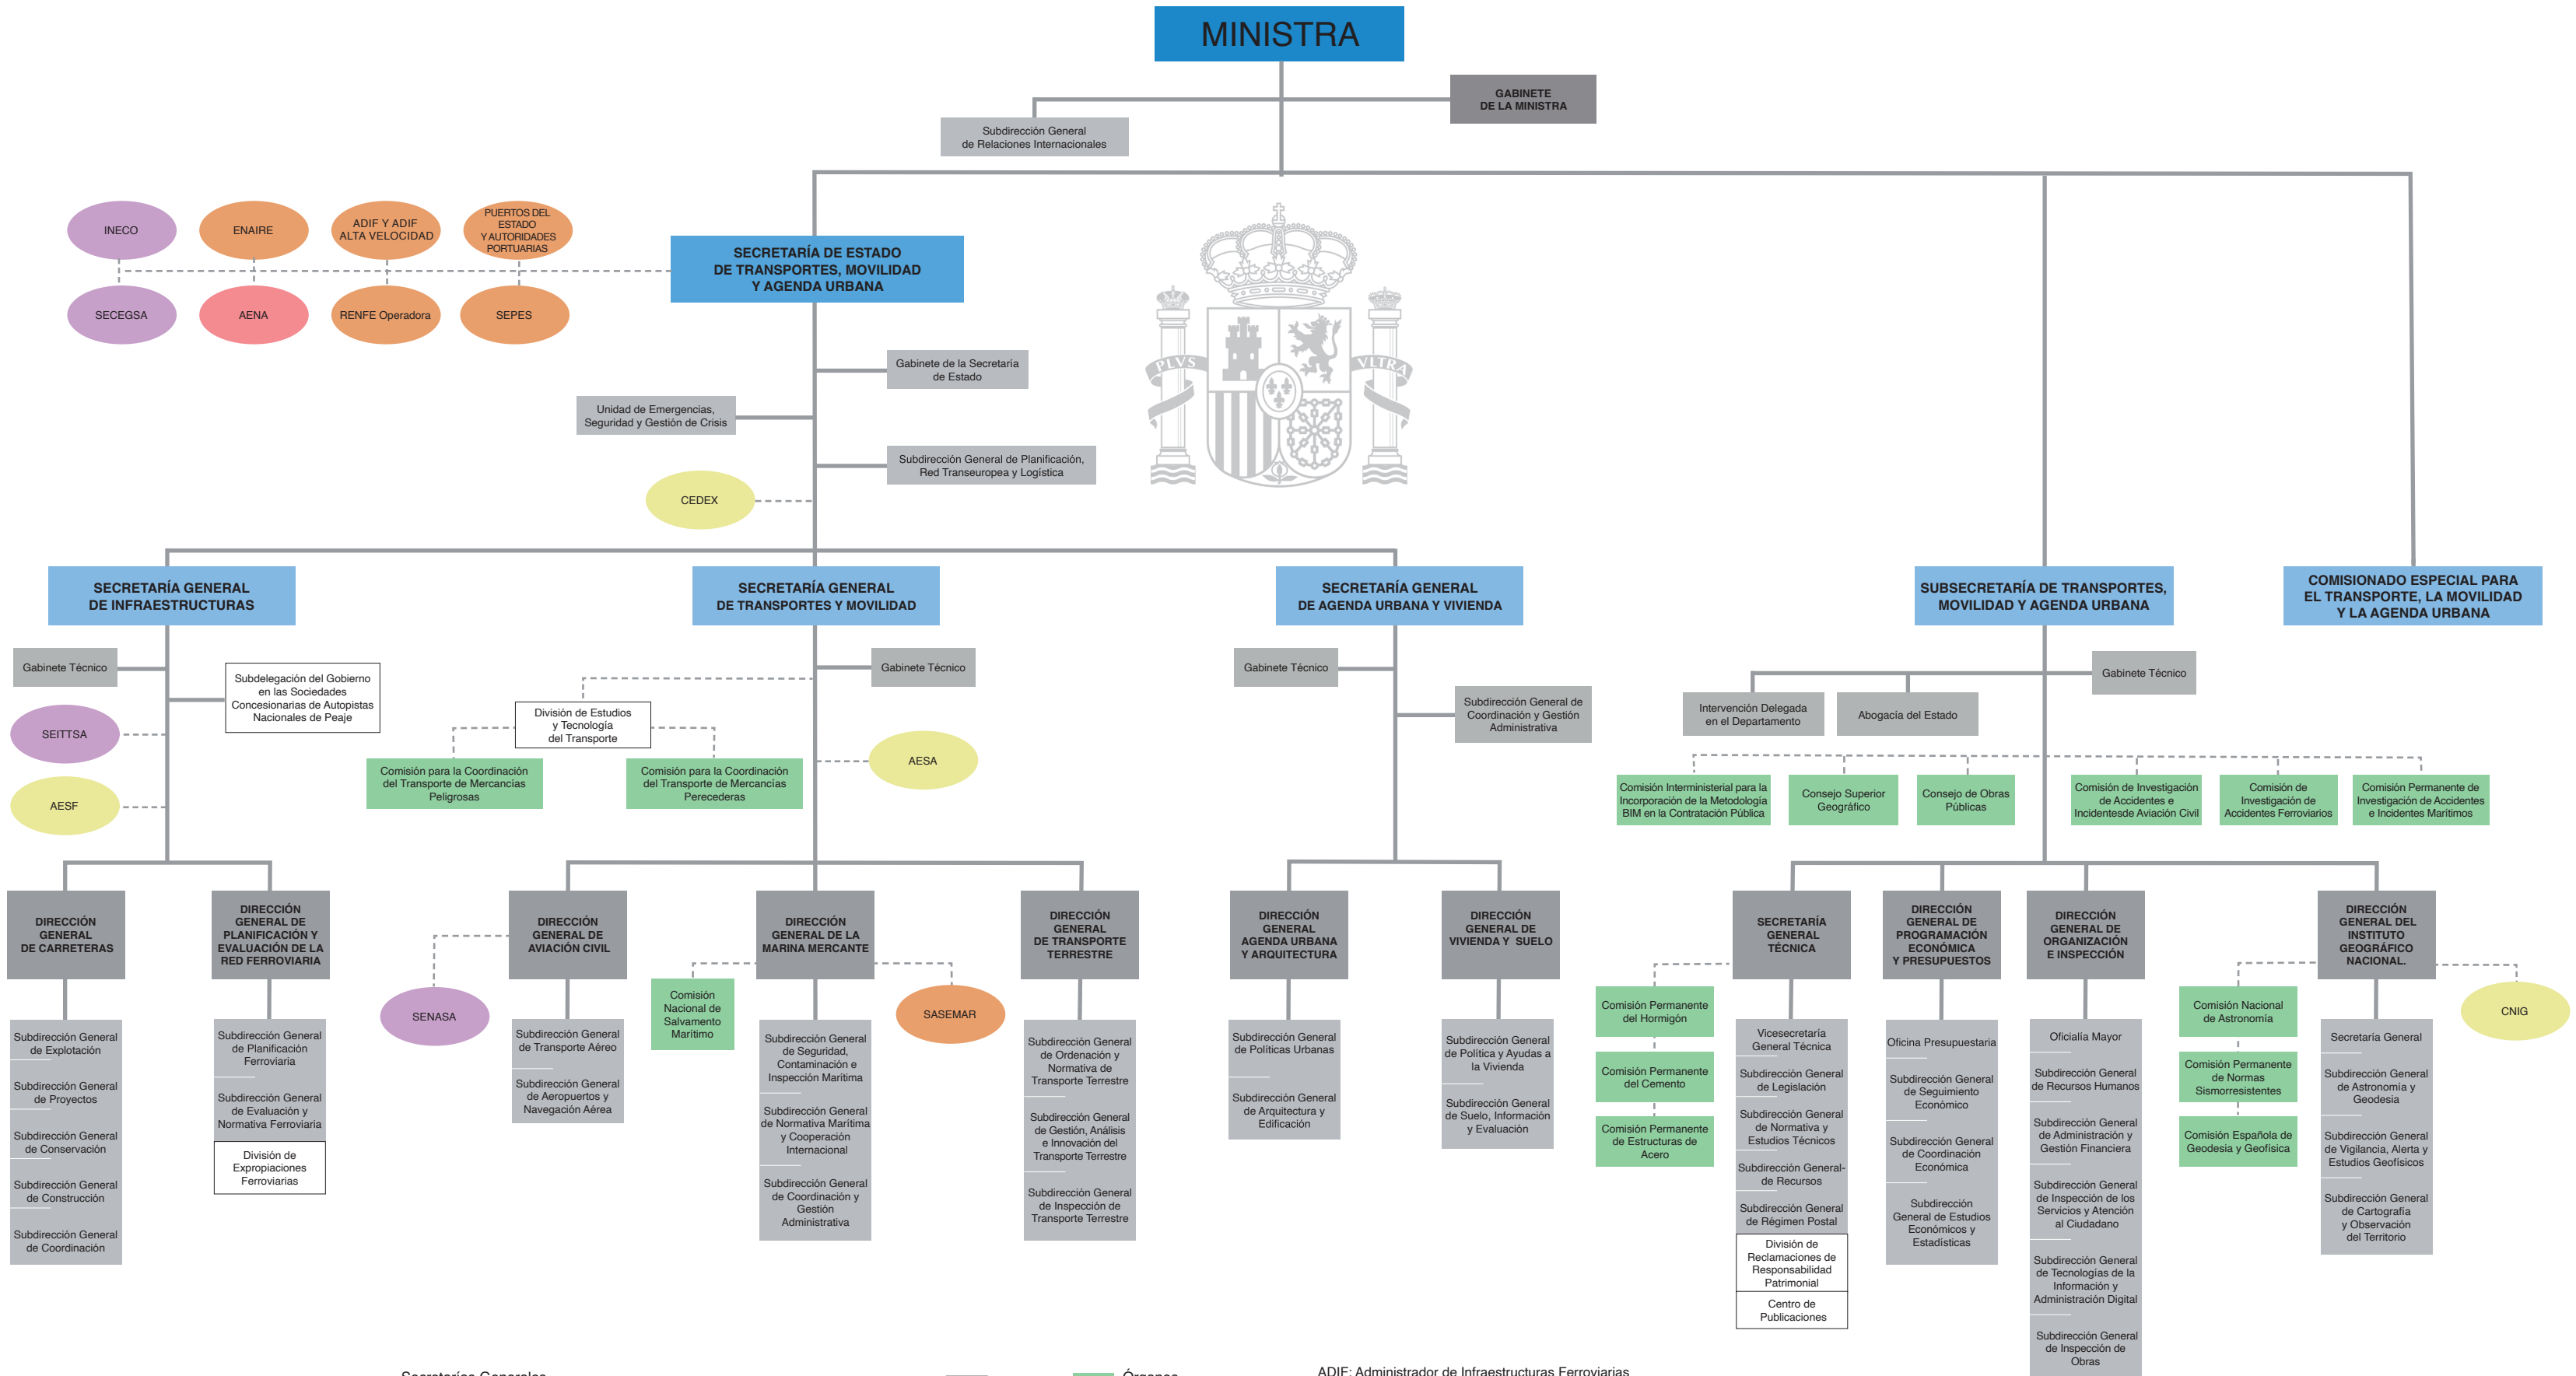 MINISTRA
GABINETE
DE LA MINISTRA
Subdirección General
de Relaciones Internacionales
INECO
ENAIRE
ADIF Y ADIF
ALTA VELOCIDAD
PUERTOS DEL
ESTADO
Y AUTORIDADES
PORTUARIAS
SECEGSA
AENA
RENFE Operadora
SEPES
SECRETARÍA DE ESTADO
DE TRANSPORTES, MOVILIDAD
Y AGENDA URBANA
PLVS
VLTRA
Gabinete de la Secretaría
de Estado
Unidad de Emergencias,
Seguridad y Gestión de Crisis
Subdirección General de Planificación,
Red Transeuropea y Logística
CEDEX
SECRETARÍA GENERAL
DE INFRAESTRUCTURAS
SECRETARÍA GENERAL
DE TRANSPORTES Y MOVILIDAD
SECRETARÍA GENERAL
DE AGENDA URBANA Y VIVIENDA
SUBSECRETARÍA DE TRANSPORTES,
MOVILIDAD Y AGENDA URBANA
COMISIONADO ESPECIAL PARA
EL TRANSPORTE, LA MOVILIDAD
Y LA AGENDA URBANA
Gabinete Técnico
Subdelegación del Gobierno
en las Sociedades
Concesionarias de Autopistas
Nacionales de Peaje
SEITTSA
AESF
Gabinete Técnico
División de Estudios
y Tecnología
del Transporte
Comisión para la Coordinación
del Transporte de Mercancías
Peligrosas
Comisión para la Coordinación
del Transporte de Mercancías
Perecederas
AESA
Gabinete Técnico
Subdirección General de
Coordinación y Gestión
Administrativa
Gabinete Técnico
Intervención Delegada
en el Departamento
Abogacía del Estado
Comisión Interministerial para la
Incorporación de la Metodología
BIM en la Contratación Pública
Consejo Superior
Geográfico
Consejo de Obras
Públicas
Comisión de Investigación
de Accidentes e
Incidentesde Aviación Civil
Comisión de
Investigación de
Accidentes Ferroviarios
Comisión Permanente de
Investigación de Accidentes
e Incidentes Marítimos
DIRECCIÓN
GENERAL
DE CARRETERAS
DIRECCIÓN
GENERAL DE
PLANIFICACIÓN Y
EVALUACIÓN DE LA
RED FERROVIARIA
DIRECCIÓN
GENERAL DE
AVIACIÓN CIVIL
DIRECCIÓN
GENERAL DE LA
MARINA MERCANTE
DIRECCIÓN
GENERAL
DE TRANSPORTE
TERRESTRE
DIRECCIÓN
GENERAL
AGENDA URBANA
Y ARQUITECTURA
DIRECCIÓN
GENERAL DE
VIVIENDA Y SUELO
SECRETARÍA
GENERAL
TÉCNICA
DIRECCIÓN
GENERAL DE
PROGRAMACIÓN
ECONÓMICA
Y PRESUPUESTOS
DIRECCIÓN
GENERAL DE
ORGANIZACIÓN
E INSPECCIÓN
DIRECCIÓN
GENERAL DEL
INSTITUTO
GEOGRÁFICO
NACIONAL.
Subdirección General
de Explotación
Subdirección General
de Proyectos
Subdirección General
de Conservación
Subdirección General
de Construcción
Subdirección General
de Coordinación
Subdirección General
de Planificación
Ferroviaria
Subdirección General
de Evaluación y
Normativa Ferroviaria
División de
Expropiaciones
Ferroviarias
SENASA
Subdirección General
de Transporte Aéreo
Subdirección General
de Aeropuertos y
Navegación Aérea
Comisión
Nacional de
Salvamento
Marítimo
Subdirección General
de Seguridad,
Contaminación e
Inspección Marítima
Subdirección General
de Normativa Marítima
y Cooperación
Internacional
Subdirección General
de Coordinación y
Gestión
Administrativa
SASEMAR
Subdirección General
de Ordenación y
Normativa de
Transporte Terrestre
Subdirección General
de Gestión, Análisis
e Innovación del
Transporte Terrestre
Subdirección General
de Inspección de
Transporte Terrestre
Subdirección General
de Políticas Urbanas
Subdirección General
de Arquitectura y
Edificación
Subdirección General
de Política y Ayudas a
la Vivienda
Subdirección General
de Suelo, Información
y Evaluación
Comisión Permanente
del Hormigón
Comisión Permanente
del Cemento
Comisión Permanente
de Estructuras de
Acero
Vicesecretaría
General Técnica
Subdirección General
de Legislación
Subdirección General
de Normativa y
Estudios Técnicos
Subdirección General-
de Recursos
Subdirección General
de Régimen Postal
División de
Reclamaciones de
Responsabilidad
Patrimonial
Centro de
Publicaciones
Oficina Presupuestaria
Subdirección General
de Seguimiento
Económico
Subdirección General
de Coordinación
Económica
Subdirección
General de Estudios
Económicos y
Estadísticas
Oficialía Mayor
Subdirección General
de Recursos Humanos
Subdirección General
de Administración y
Gestión Financiera
Subdirección General
de Inspección de los
Servicios y Atención
al Ciudadano
Subdirección General
de Tecnologías de la
Información y
Administración Digital
Subdirección General
de Inspección de
Obras
Comisión Nacional
de Astronomía
Comisión Permanente
de Normas
Sismorresistentes
Comisión Española de
Geodesia y Geofísica
Secretaría General
Subdirección General
de Astronomía y
Geodesia
Subdirección General
de Vigilancia, Alerta y
Estudios Geofísicos
Subdirección General
de Cartografía
y Observación
del Territorio
CNIG
Secretarías Generales
Órganos
ADIF: Administrador de Infraestructuras Ferroviarias